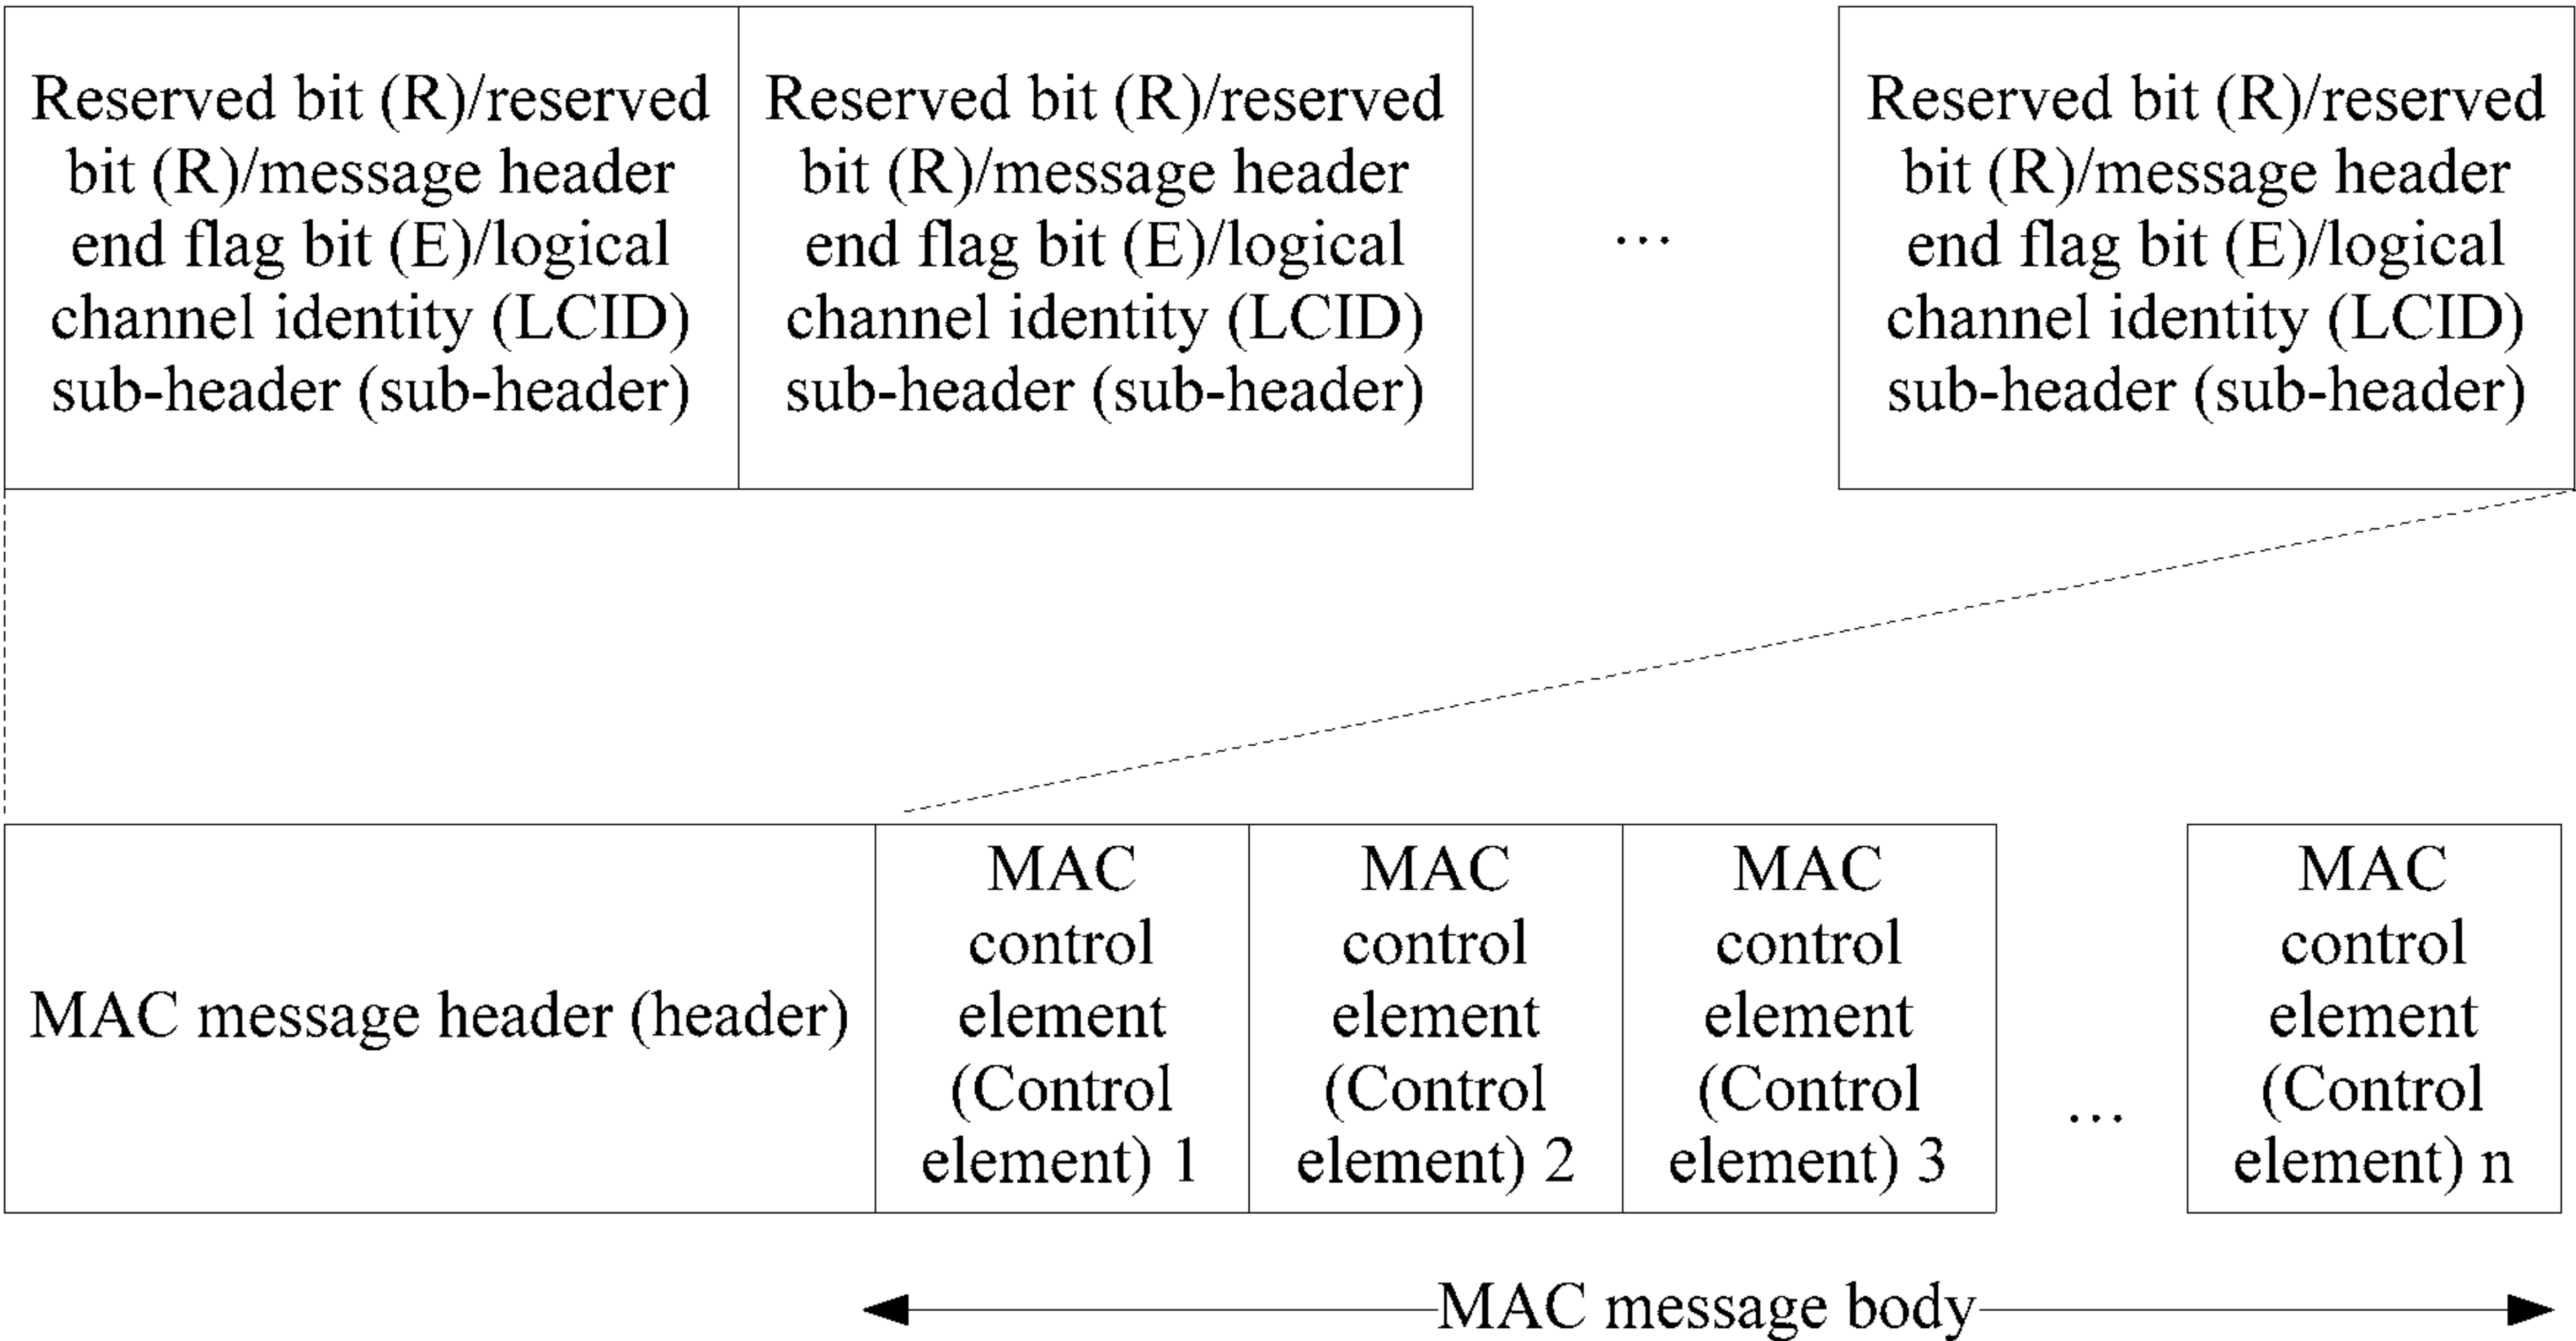 Reserved bit (R)/reserved
bit (R)/message header
end flag bit (E)/logical
channel identity (LCID)
sub-header (sub-header)
Reserved bit (R)/reserved
bit (R)/message header
end flag bit (E)/logical
channel identity (LCID)
sub-header (sub-header)
...
Reserved bit (R)/reserved
bit (R)/message header
end flag bit (E)/logical
channel identity (LCID)
sub-header (sub-header)
MAC message header (header)
MAC
control
element
(Control
element) 1
MAC
control
element
(Control
element) 2
MAC
control
element
(Control
element) 3
...
MAC
control
element
(Control
element) n
MAC message body